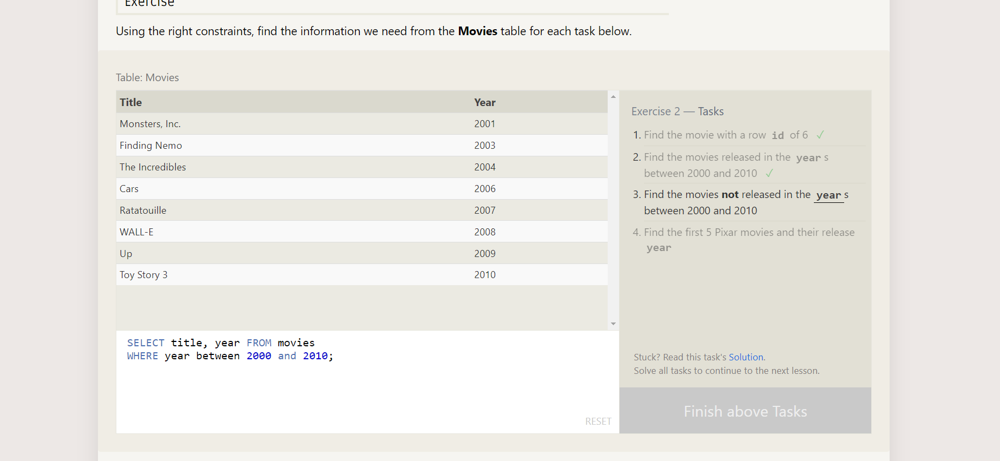 Exercise
Using the right constraints, find the information we need from the Movies table for each task below.
Table: Movies
Title Year
Monsters, Inc. 2001
Finding Nemo 2003
The Incredibles 2004
Cars 2006
Ratatouille 2007
WALL-E 2008
Up 2009
Toy Story 3 2010
SELECT title, year FROM movies
WHERE year between 2000 and 2010;
RESET
Exercise 2 — Tasks
1. Find the movie with a row id of 6 ✓
2. Find the movies released in the year s
between 2000 and 2010 ✓
3. Find the movies not released in the year s
between 2000 and 2010
4. Find the first 5 Pixar movies and their release
year
Stuck? Read this task's Solution.
Solve all tasks to continue to the next lesson.
Finish above Tasks